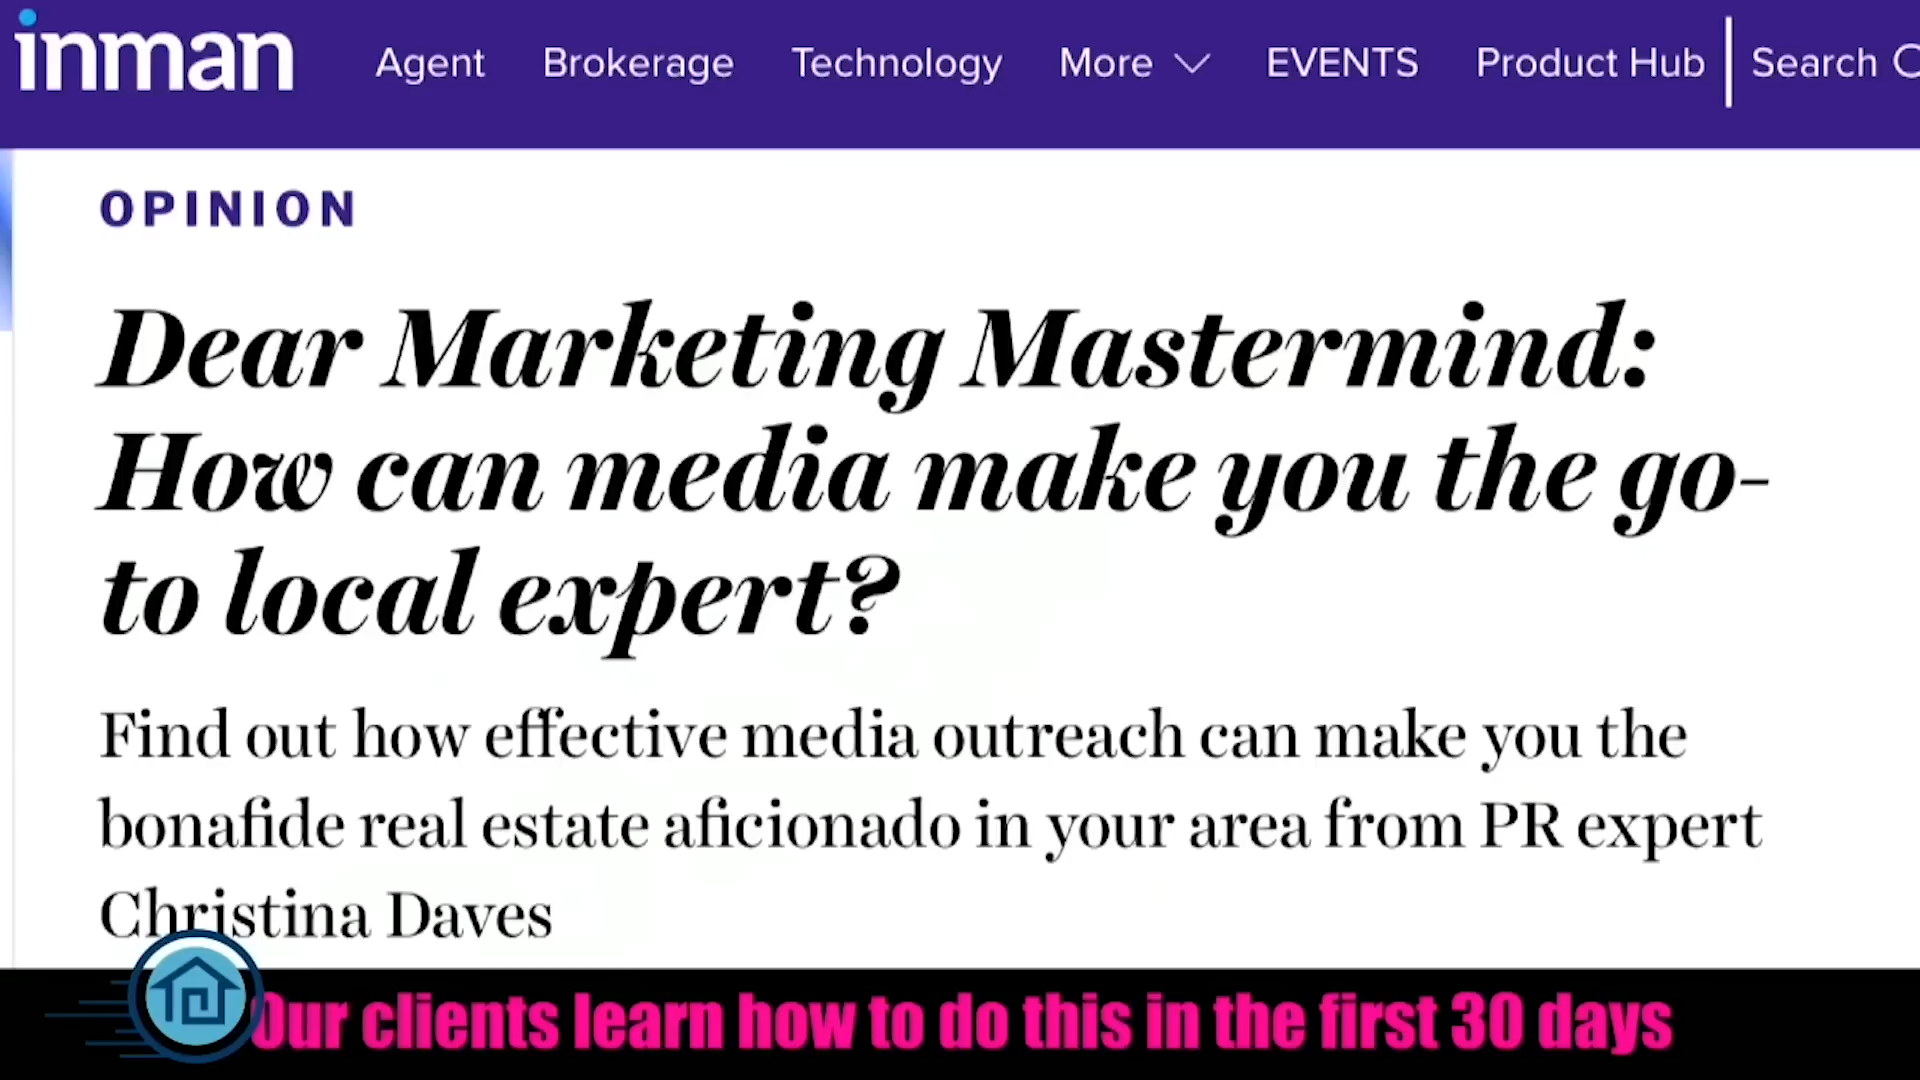 inman Agent Brokerage Technology More EVENTS Product Hub Search
OPINION
Dear Marketing Mastermind:
How can media make you the go-
to local expert?
Find out how effective media outreach can make you the
bonafide real estate aficionado in your area from PR expert
Christina Daves
Our clients learn how to do this in the first 30 days